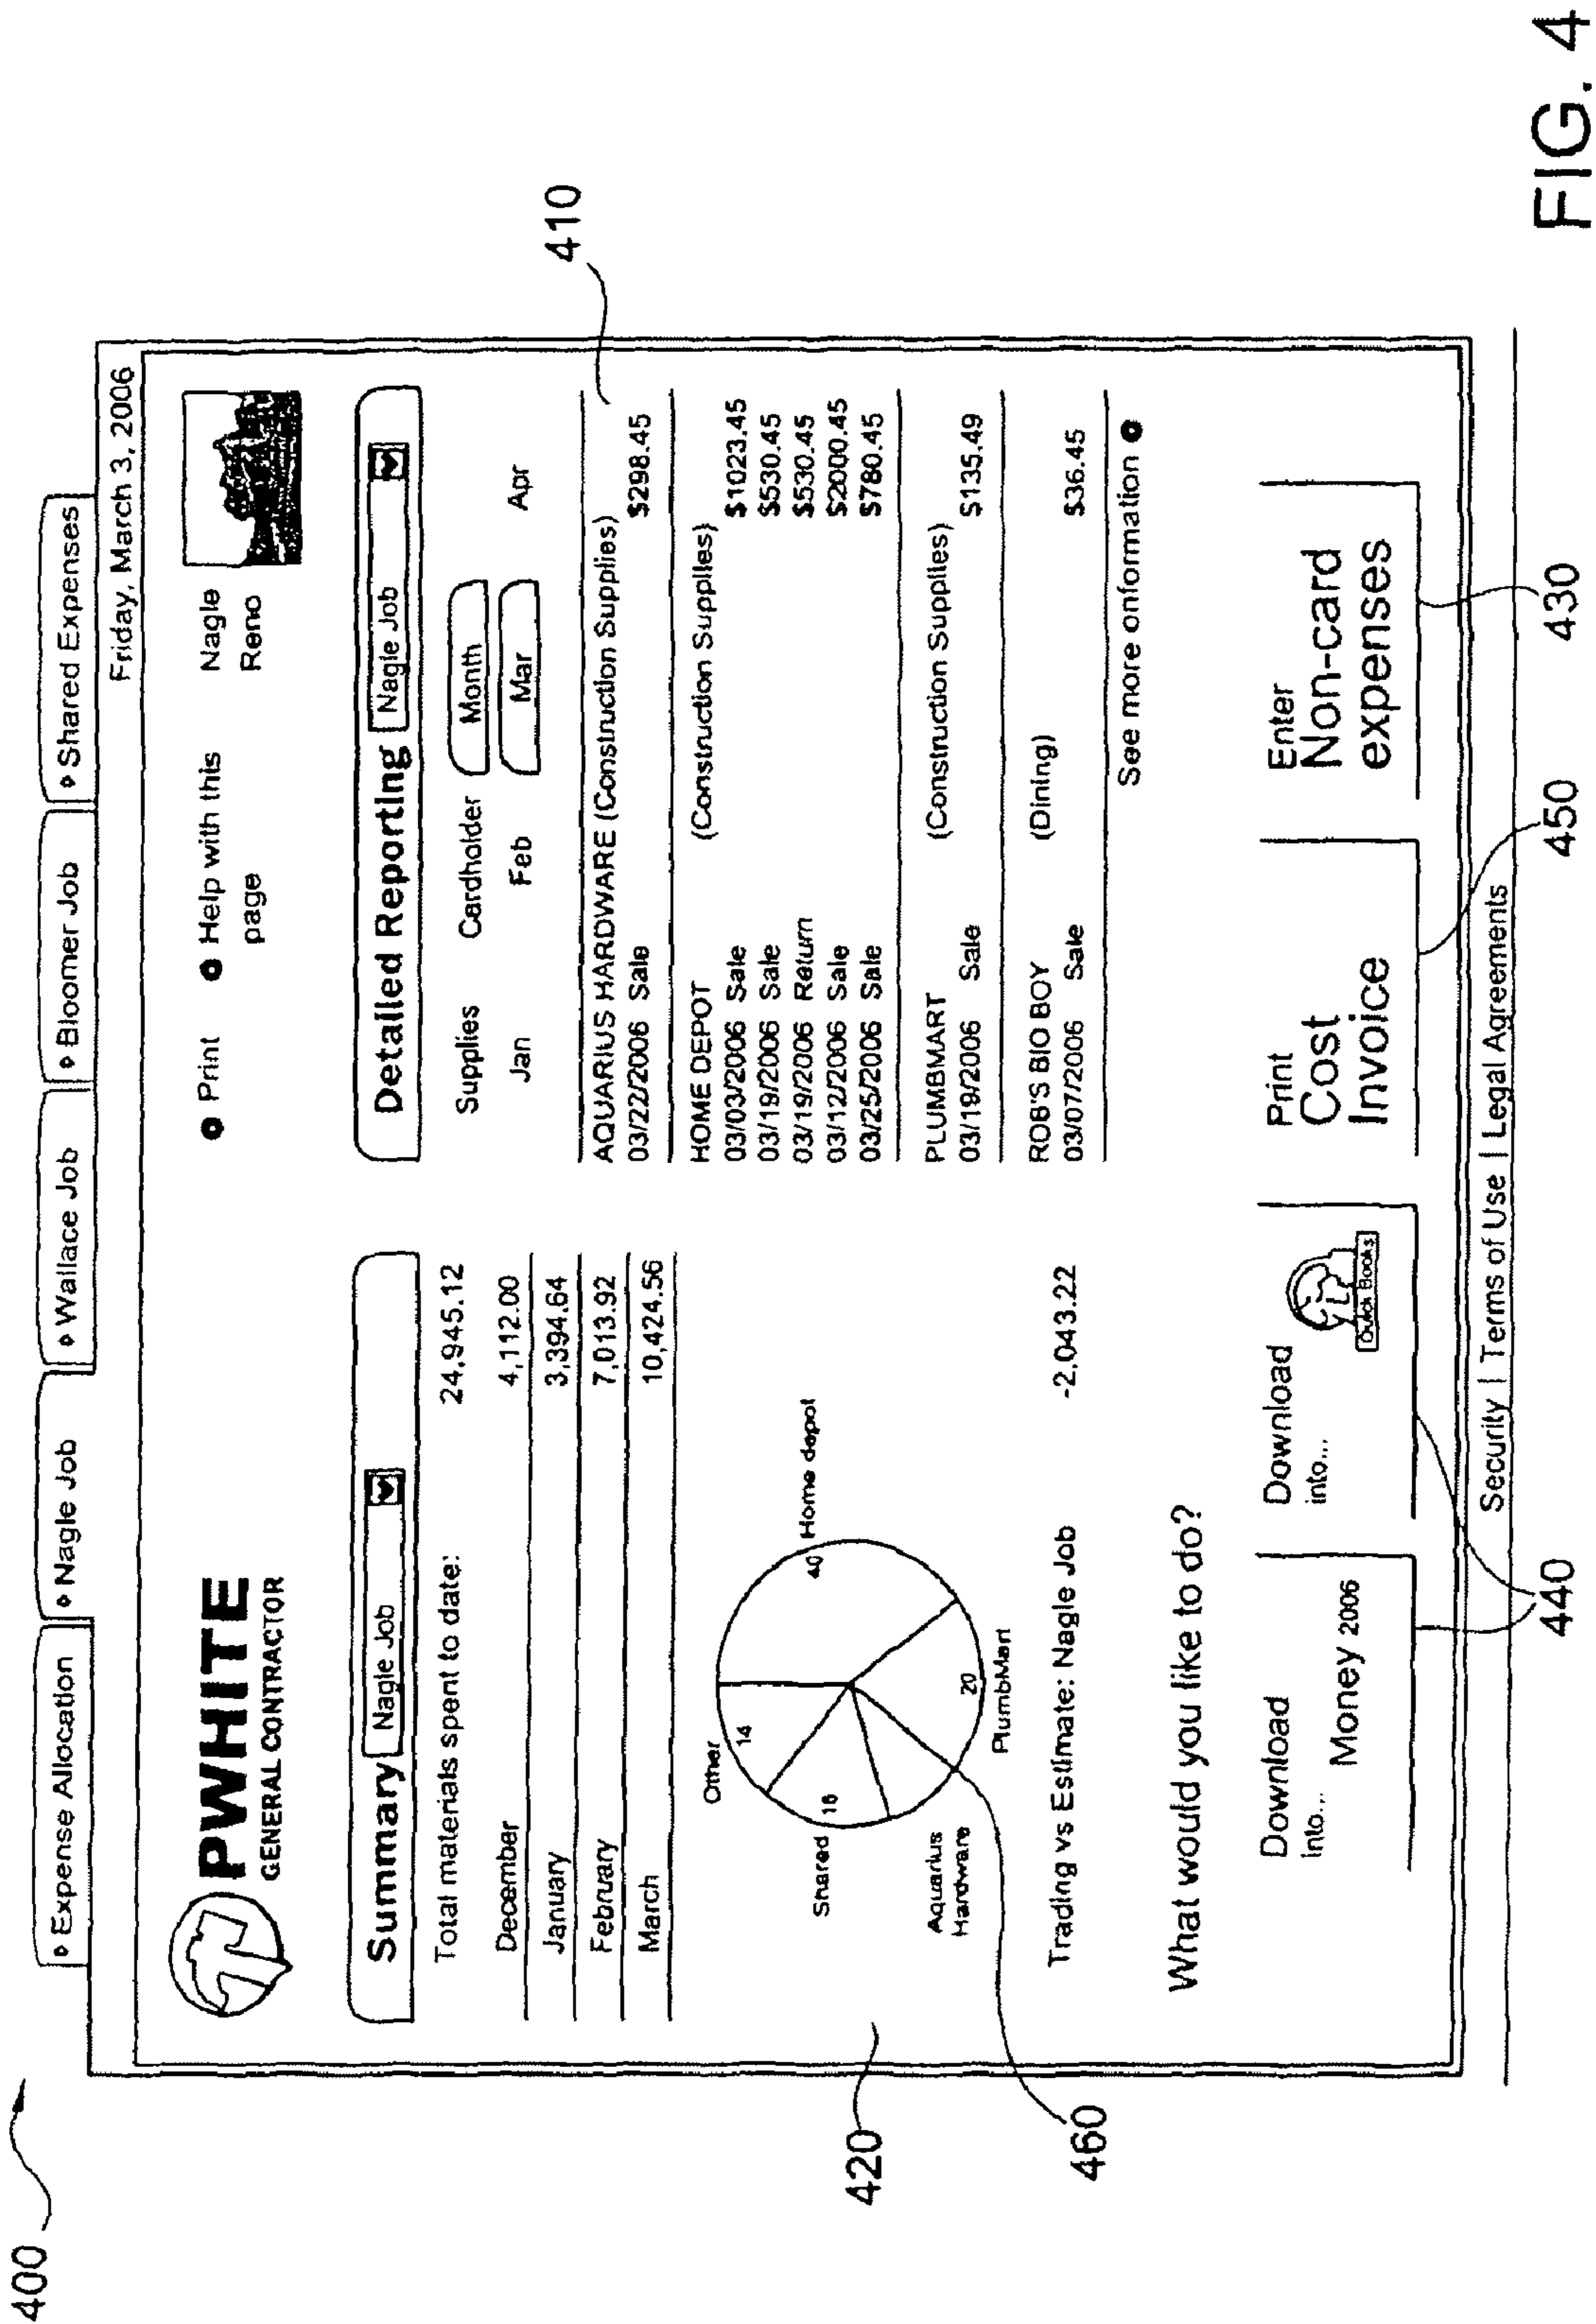 400
Expense Allocation
Nagle Job
Wallace Job
Bloomer Job
Shared Expenses
Friday, March 3, 2006
PWHITE
GENERAL CONTRACTOR
Print
Help with this
page
Nagle
Reno
Summary Nagle Job
Total materials spent to date: 24,945.12
December 4,112.00
January 3,394.64
February 7,013.92
March 10,424.56
Other
14
40 Home depot
Shared
16
Aquarius
Hardware
20
PlumbMart
Trading vs Estimate: Nagle Job -2,043.22
420
460
Detailed Reporting Nagle Job
Supplies Cardholder Month
Jan Feb Mar Apr
410
AQUARIUS HARDWARE (Construction Supplies)
03/22/2006 Sale $298.45
HOME DEPOT (Construction Supplies)
03/03/2006 Sale $1023.45
03/19/2006 Sale $530.45
03/19/2006 Return $530.45
03/12/2006 Sale $2000.45
03/25/2006 Sale $780.45
PLUMBMART (Construction Supplies)
03/19/2006 Sale $135.49
ROB'S BIO BOY (Dining)
03/07/2006 Sale $36.45
See more onformation
What would you like to do?
Download
into...
Money 2006
Download
into...
Quick Books
Print
Cost
Invoice
Enter
Non-card
expenses
Security | Terms of Use | Legal Agreements
440
450
430
FIG. 4